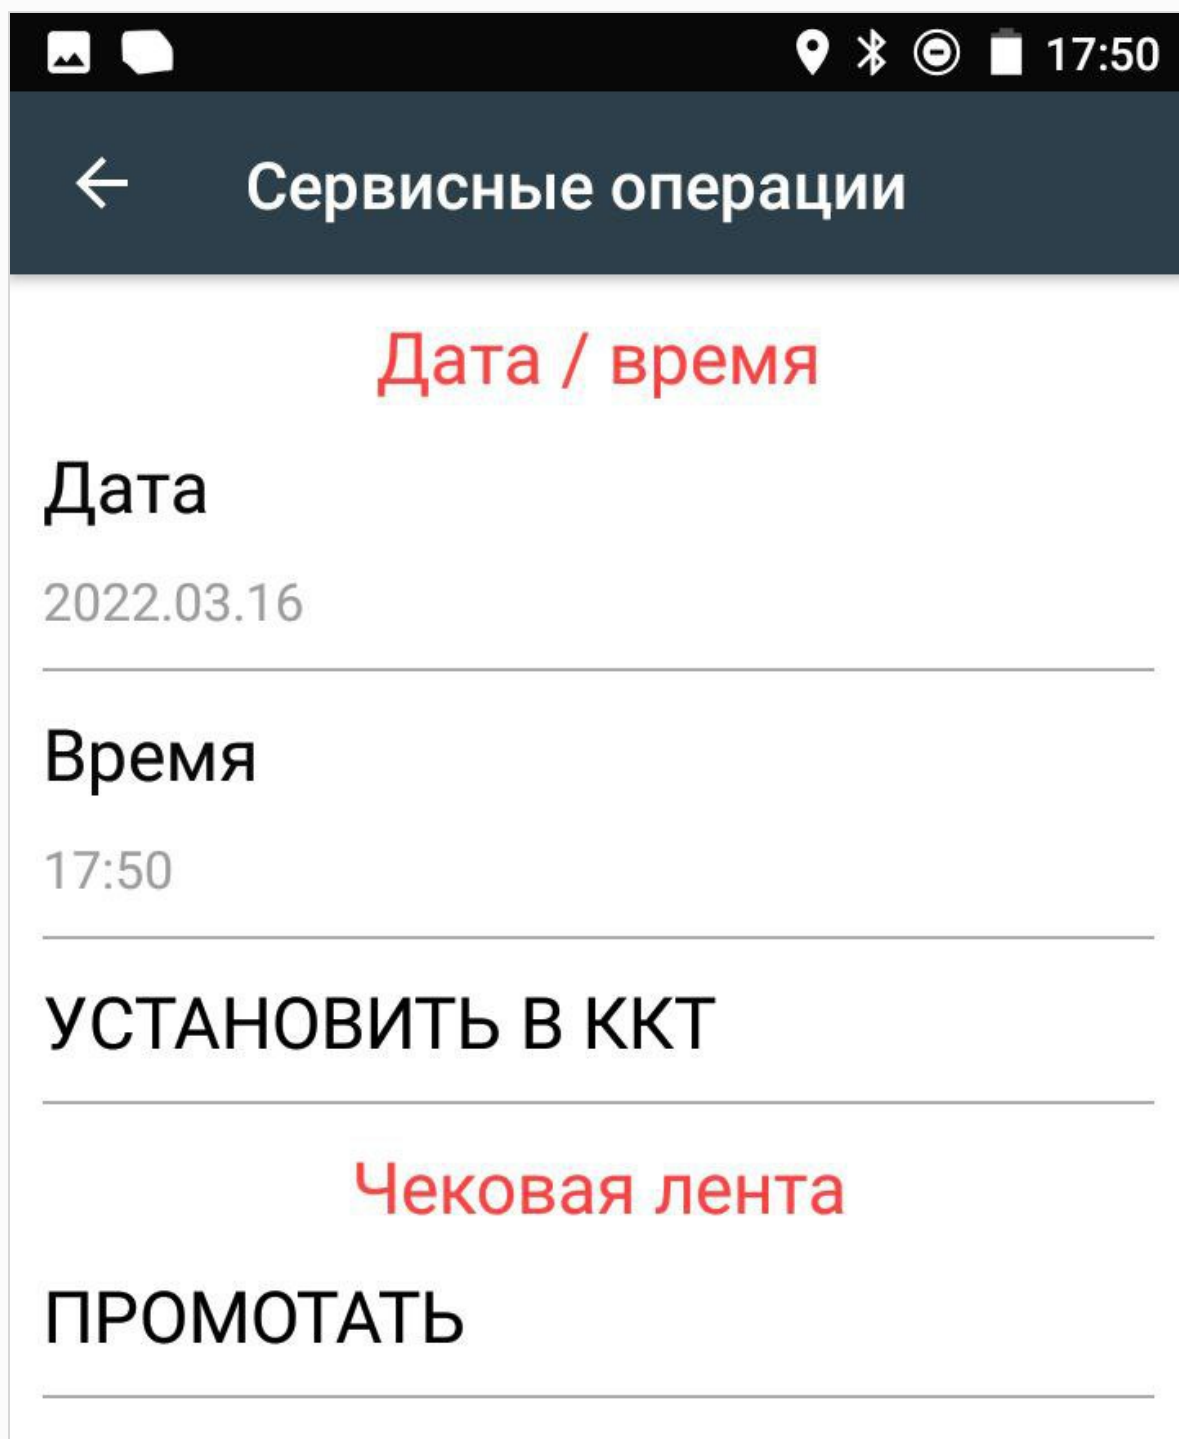 17:50
Сервисные операции
Дата / время
Дата
2022.03.16
Время
17:50
УСТАНОВИТЬ В ККТ
Чековая лента
ПРОМОТАТЬ